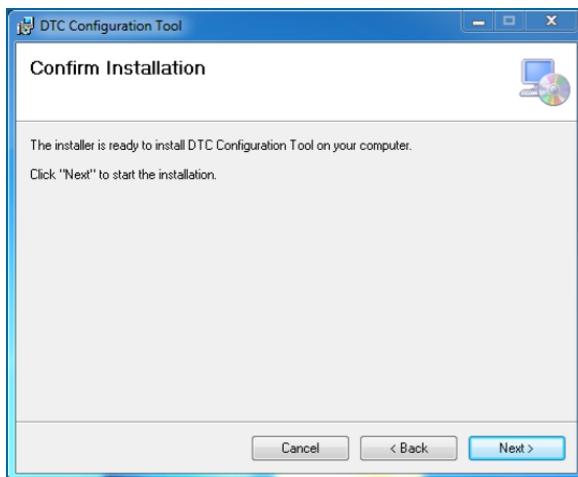 DTC Configuration Tool
Confirm Installation
The installer is ready to install DTC Configuration Tool on your computer.
Click "Next" to start the installation.
Cancel
< Back
Next >